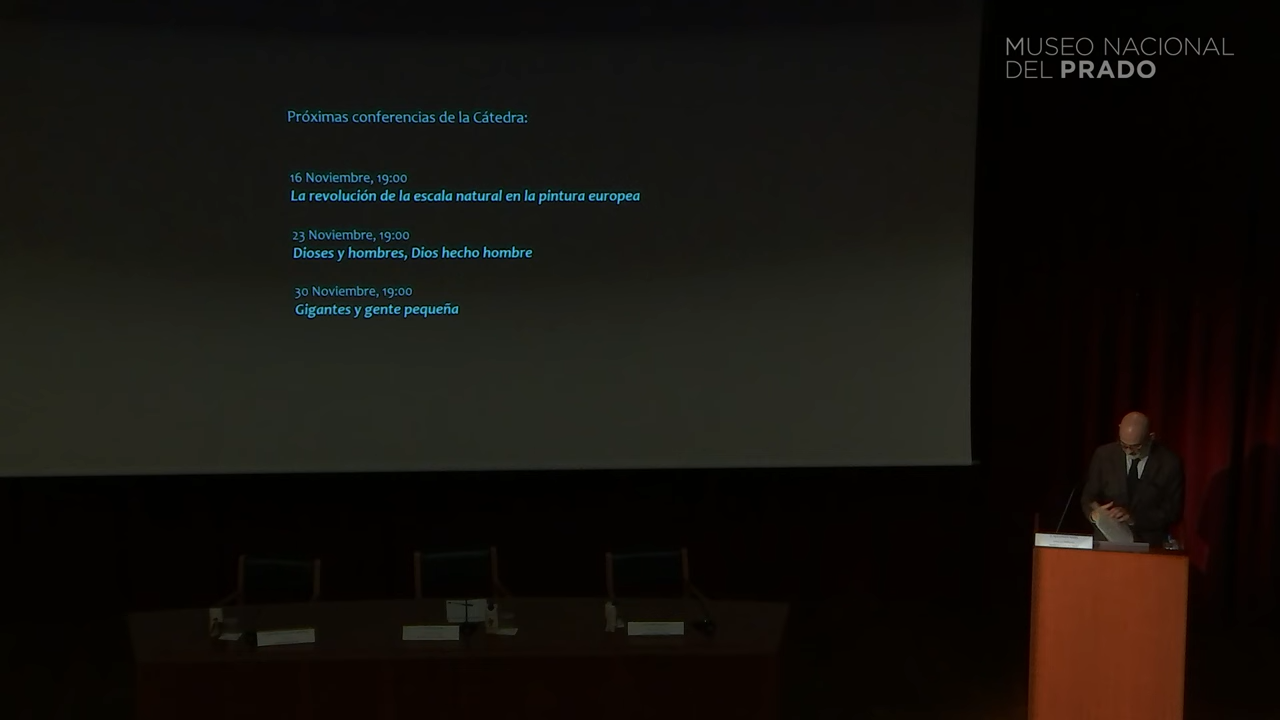 MUSEO NACIONAL
DEL PRADO
Próximas conferencias de la Cátedra:
16 Noviembre, 19:00
La revolución de la escala natural en la pintura europea
23 Noviembre, 19:00
Dioses y hombres, Dios hecho hombre
30 Noviembre, 19:00
Gigantes y gente pequeña